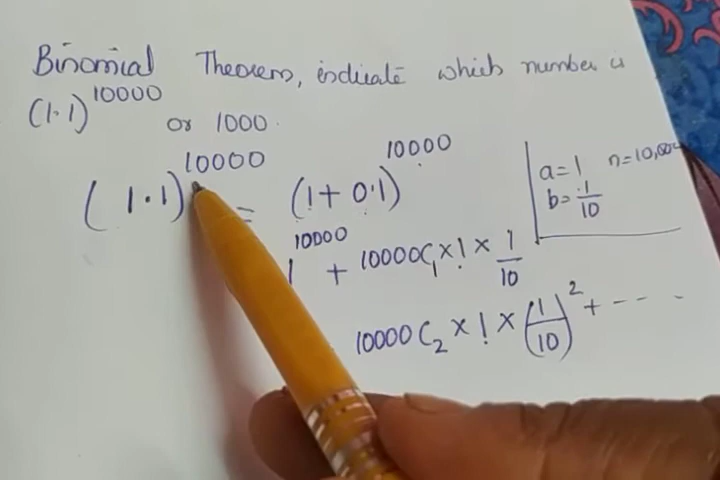 Binomial Theorem, indicate which number is
(1.1)^10000 or 1000.
(1.1)^10000 = (1+0.1)^10000
a=1 n=10,000
b=1/10
1^10000 + 10000C₁ × 1 × 1/10
10000C₂ × 1 × (1/10)^2 + - - -